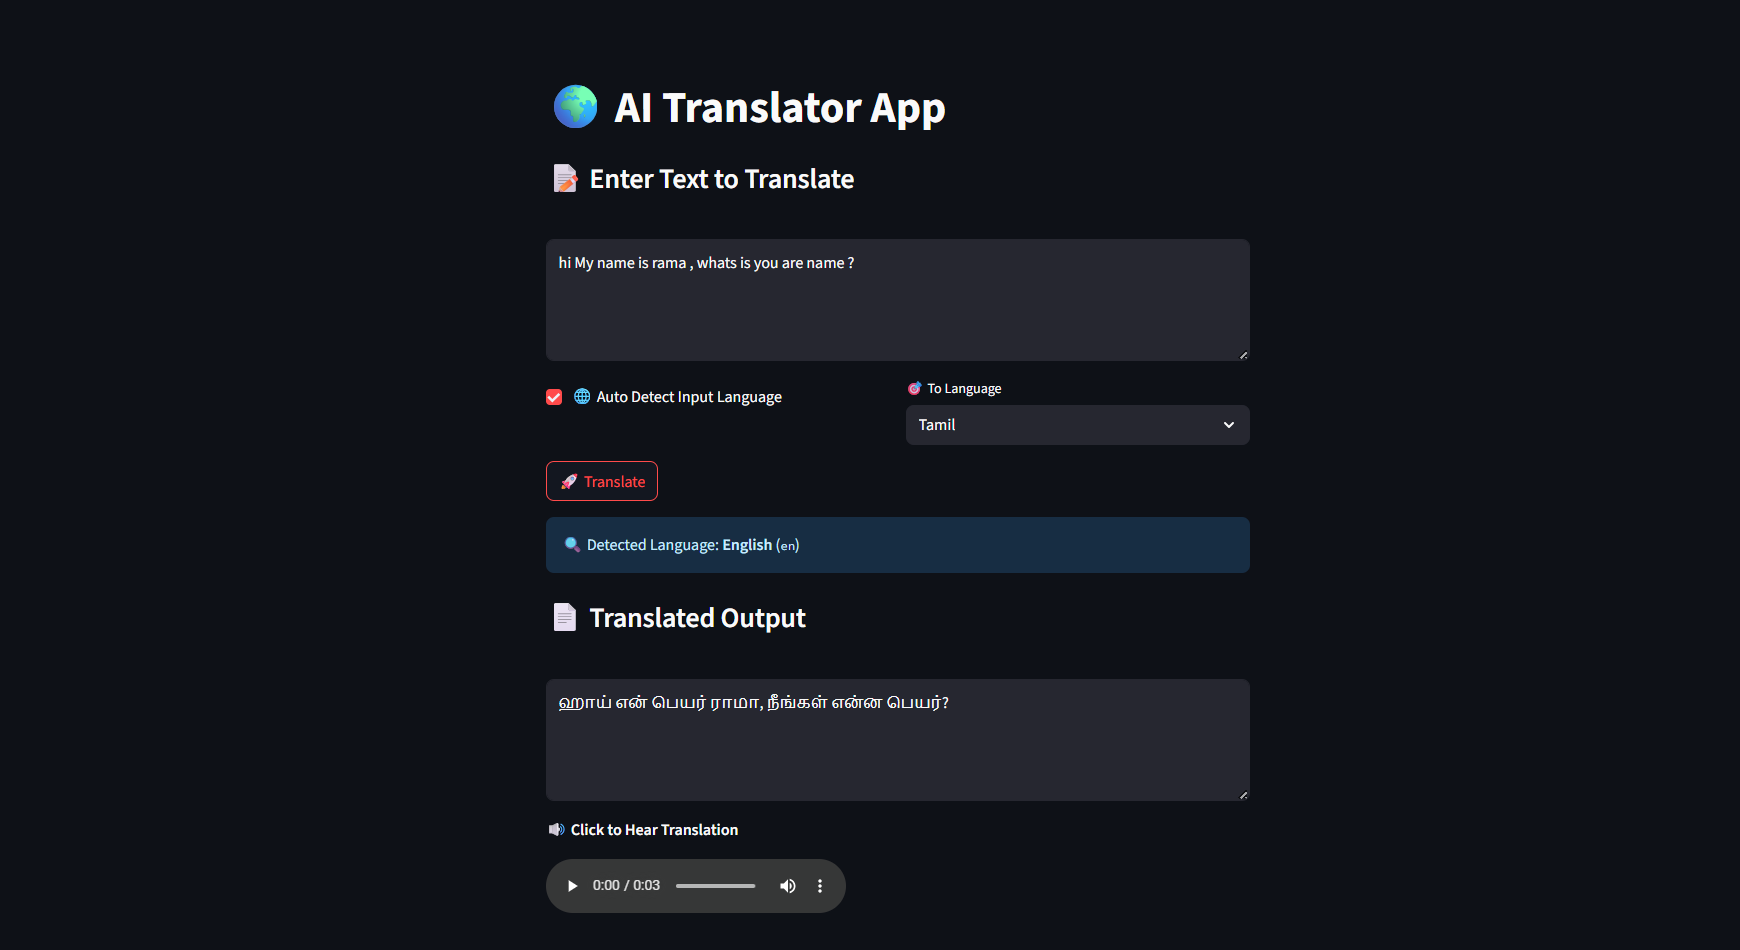 AI Translator App
Enter Text to Translate
hi My name is rama , whats is you are name ?
Auto Detect Input Language
To Language
Tamil
Translate
Detected Language: English (en)
Translated Output
ஹாய் என் பெயர் ராமா, நீங்கள் என்ன பெயர்?
Click to Hear Translation
0:00 / 0:03